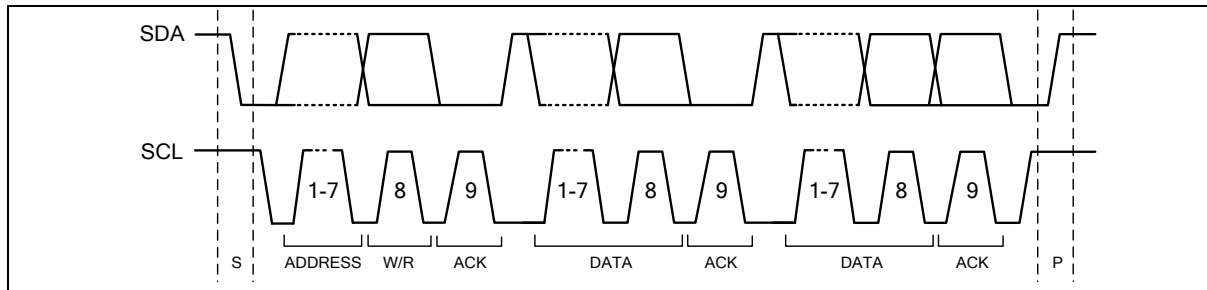 SDA
SCL
1-7 8 9 1-7 8 9 1-7 8 9
S ADDRESS W/R ACK DATA ACK DATA ACK P